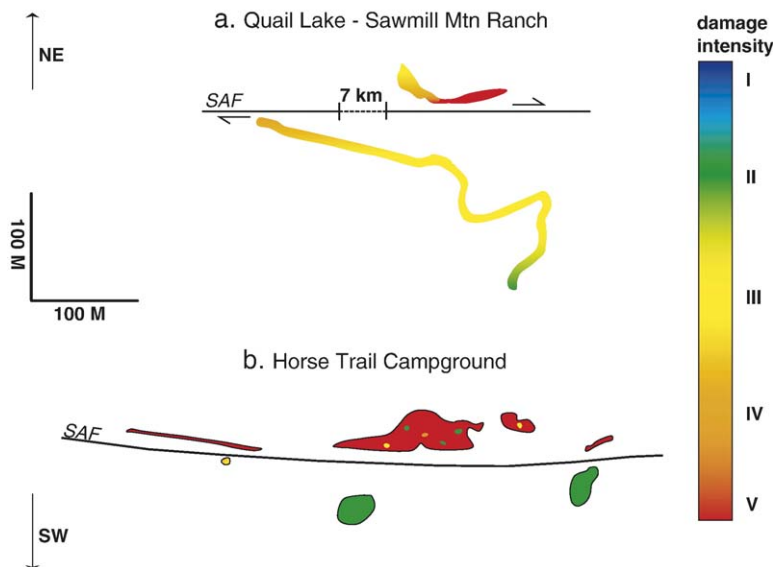 a. Quail Lake - Sawmill Mtn Ranch
damage
intensity
NE
I
7 km
SAF
II
100 M
100 M
III
b. Horse Trail Campground
IV
SAF
V
SW